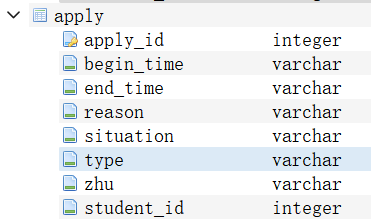 apply
apply_id integer
begin_time varchar
end_time varchar
reason varchar
situation varchar
type varchar
zhu varchar
student_id integer